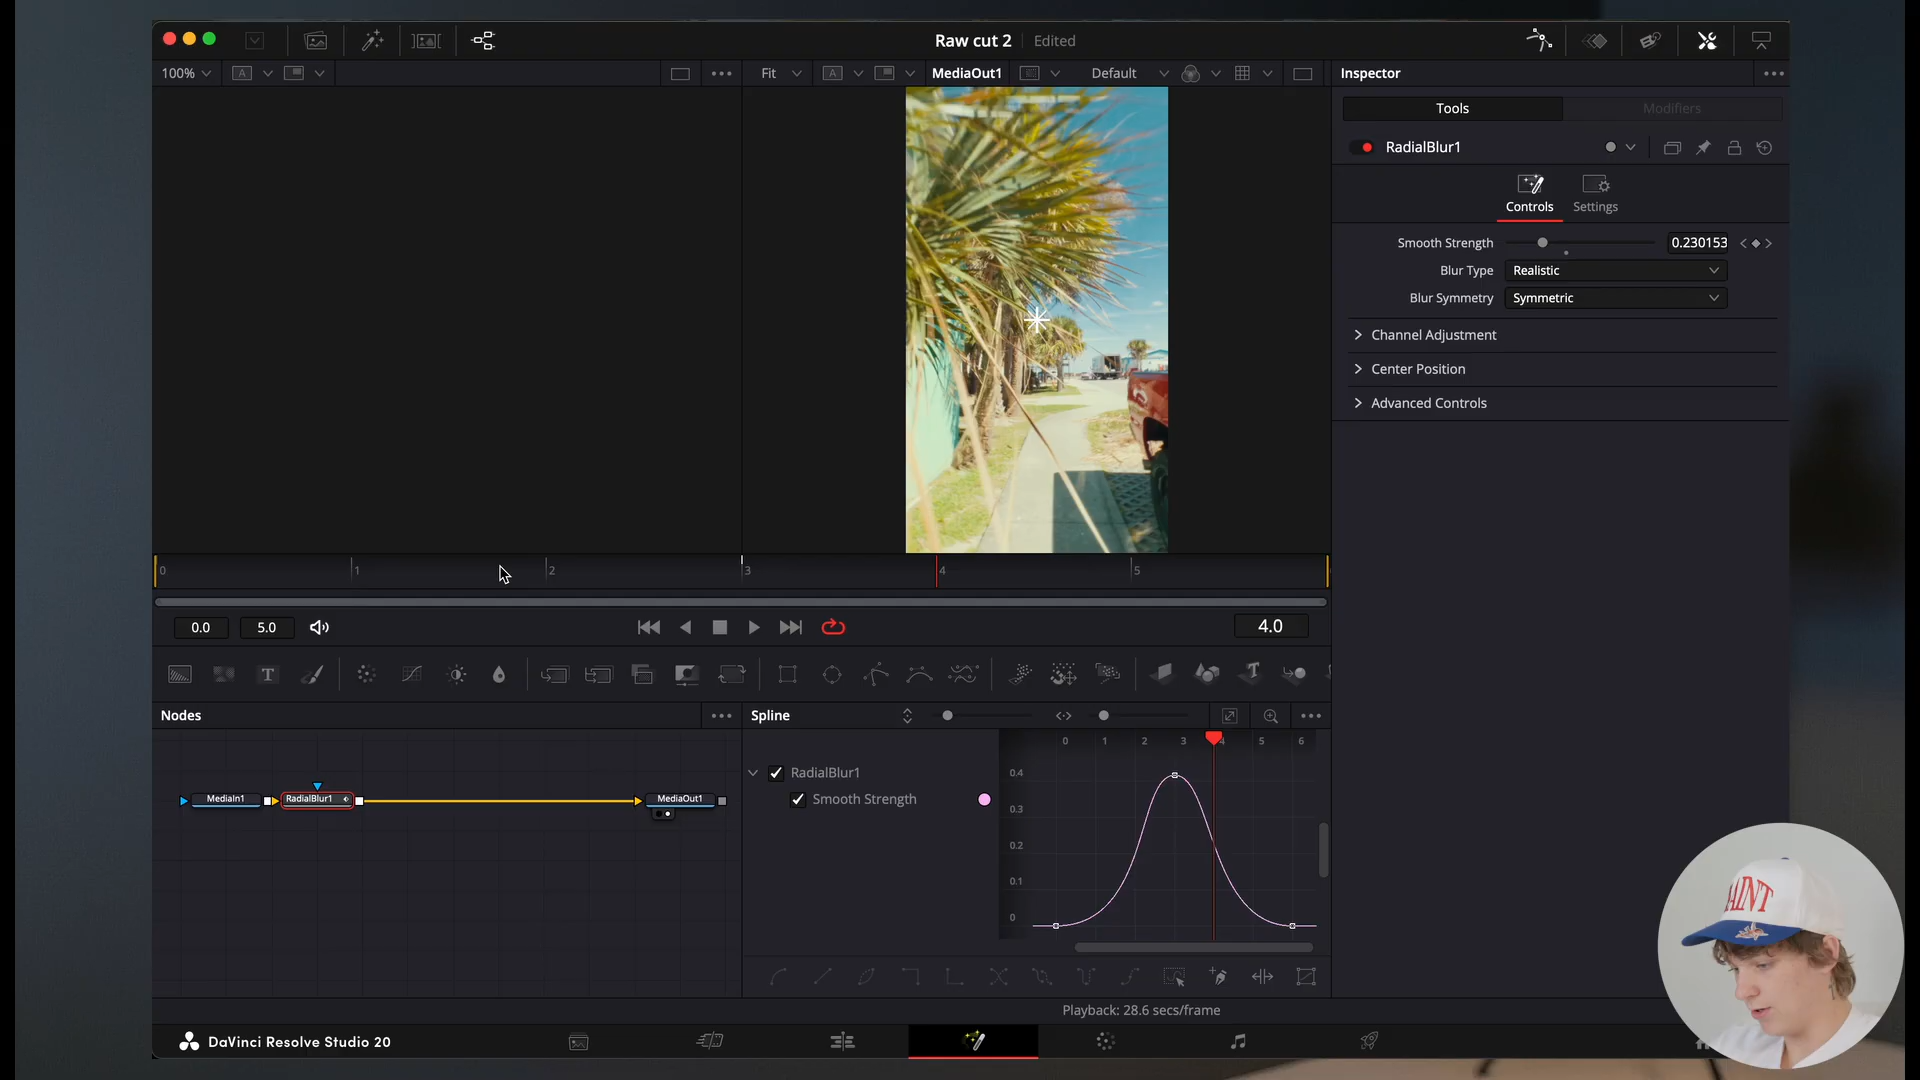 Raw cut 2 Edited
100% A Fit A MediaOut1 Default Inspector
Tools Modifiers
RadialBlur1
Controls Settings
Smooth Strength 0.230153
Blur Type Realistic
Blur Symmetry Symmetric
Channel Adjustment
Center Position
Advanced Controls
0 1 2 3 4 5
0.0 5.0 4.0
T T
Nodes Spline
0 1 2 3 4 5 6
RadialBlur1
Smooth Strength
0.4
0.3
0.2
0.1
0
MediaIn1 RadialBlur1 MediaOut1
Playback: 28.6 secs/frame
DaVinci Resolve Studio 20